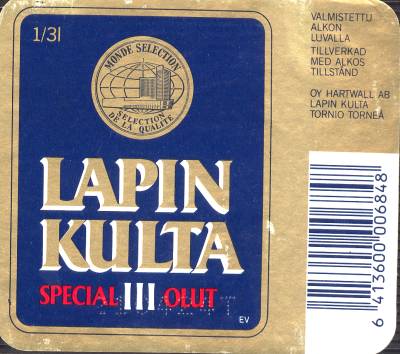 1/3l
MONDE SELECTION
SELECTION
DE LA QUALITE
LAPIN
KULTA
SPECIAL III OLUT
EV
VALMISTETTU
ALKON
LUVALLA
TILLVERKAD
MED ALKOS
TILLSTÅND
OY HARTWALL AB
LAPIN KULTA
TORNIO TORNEÅ
6 413600 006848